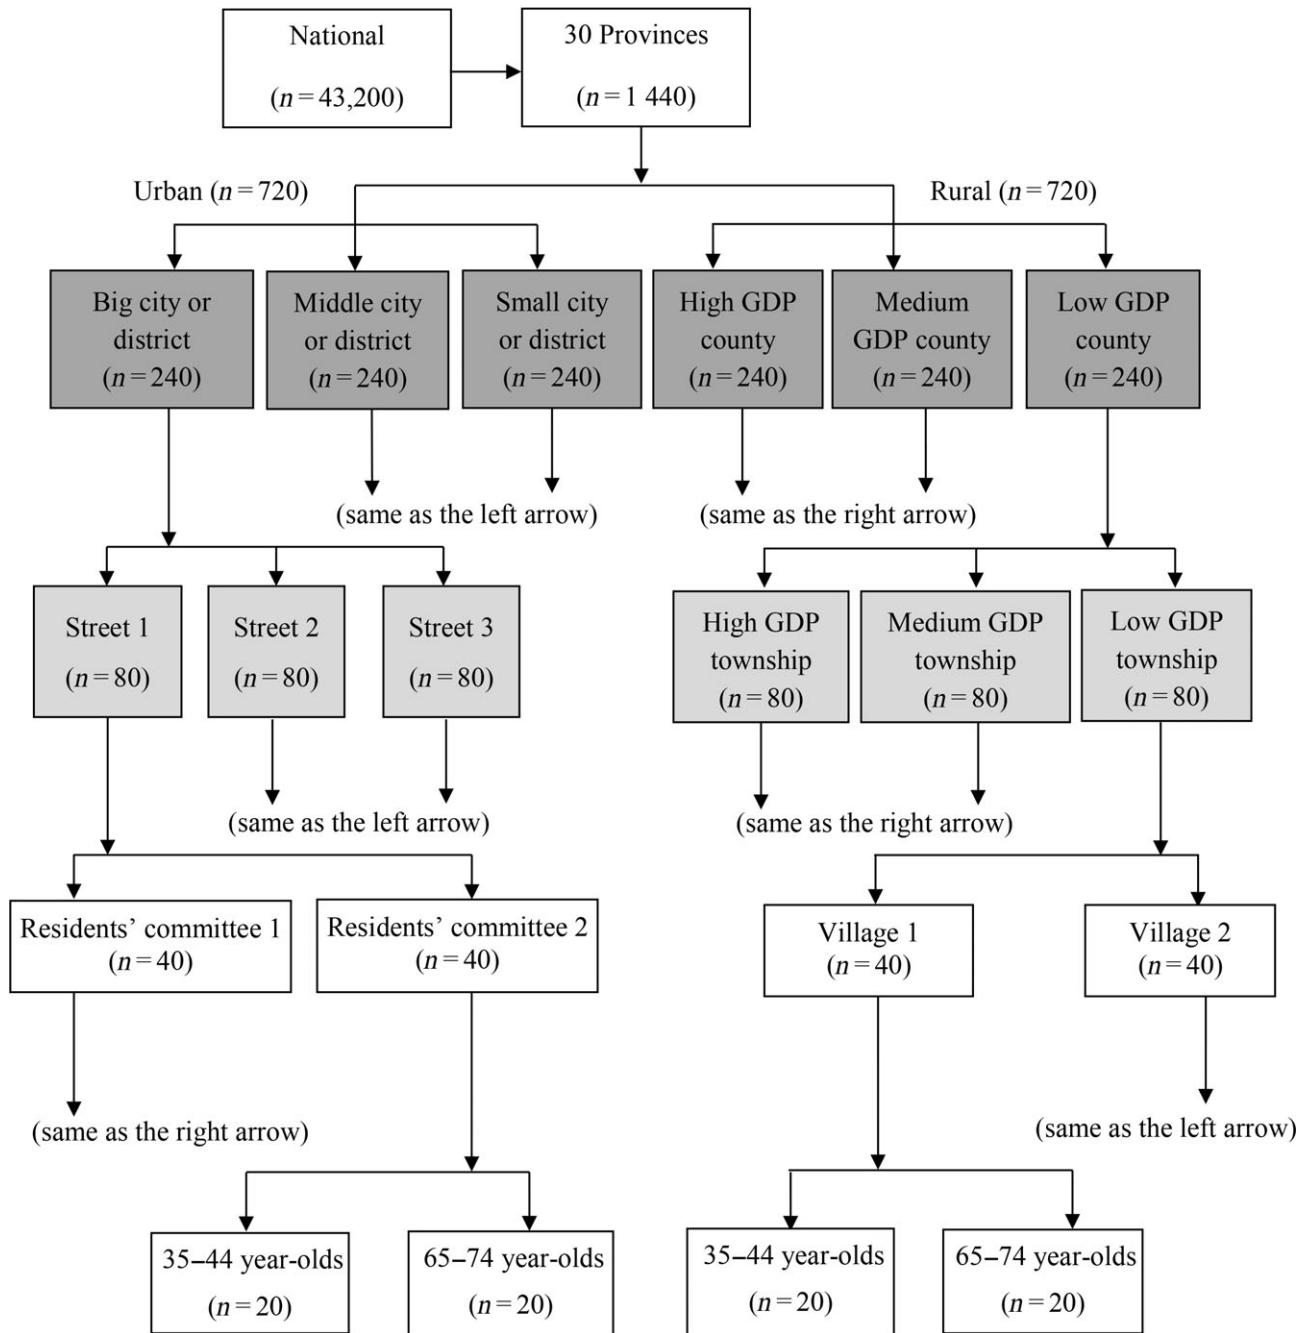 National
(n = 43,200)
30 Provinces
(n = 1 440)
Urban (n = 720)
Rural (n = 720)
Big city or
district
(n = 240)
Middle city
or district
(n = 240)
Small city
or district
(n = 240)
High GDP
county
(n = 240)
Medium
GDP county
(n = 240)
Low GDP
county
(n = 240)
(same as the left arrow)
(same as the right arrow)
Street 1
(n = 80)
Street 2
(n = 80)
Street 3
(n = 80)
High GDP
township
(n = 80)
Medium GDP
township
(n = 80)
Low GDP
township
(n = 80)
(same as the left arrow)
(same as the right arrow)
Residents’ committee 1
(n = 40)
Residents’ committee 2
(n = 40)
Village 1
(n = 40)
Village 2
(n = 40)
(same as the right arrow)
(same as the left arrow)
35–44 year-olds
(n = 20)
65–74 year-olds
(n = 20)
35–44 year-olds
(n = 20)
65–74 year-olds
(n = 20)